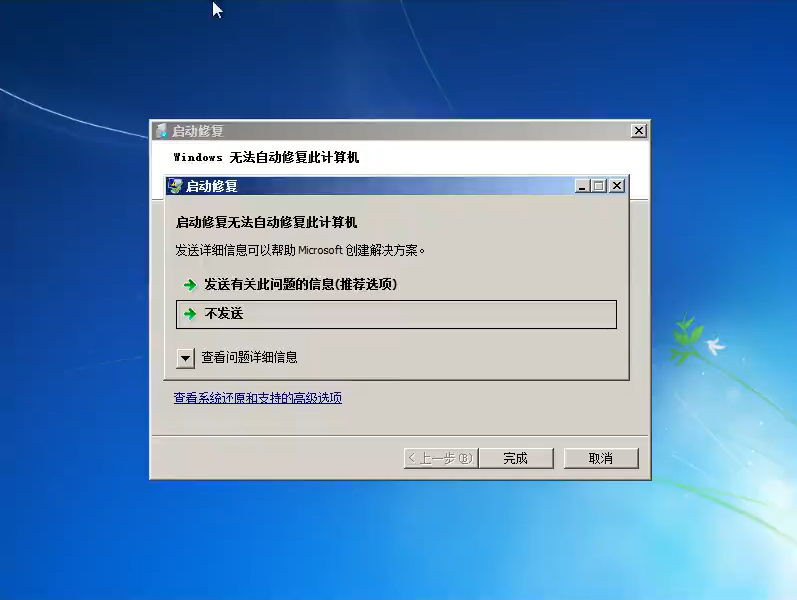 启动修复
Windows 无法自动修复此计算机
启动修复
启动修复无法自动修复此计算机
发送详细信息可以帮助 Microsoft 创建解决方案。
发送有关此问题的信息(推荐选项)
不发送
查看问题详细信息
查看系统还原和支持的高级选项
< 上一步(B) 完成 取消